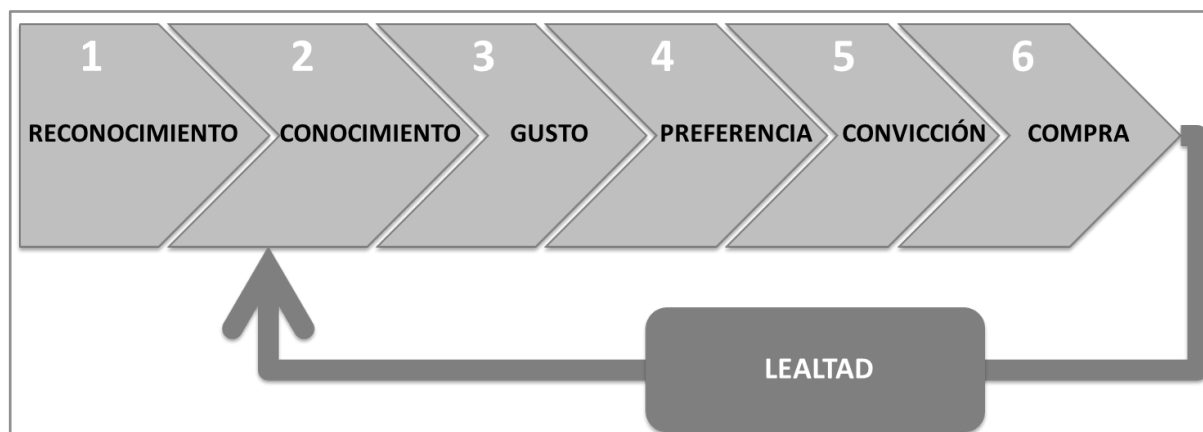 1
RECONOCIMIENTO
2
CONOCIMIENTO
3
GUSTO
4
PREFERENCIA
5
CONVICCIÓN
6
COMPRA
LEALTAD